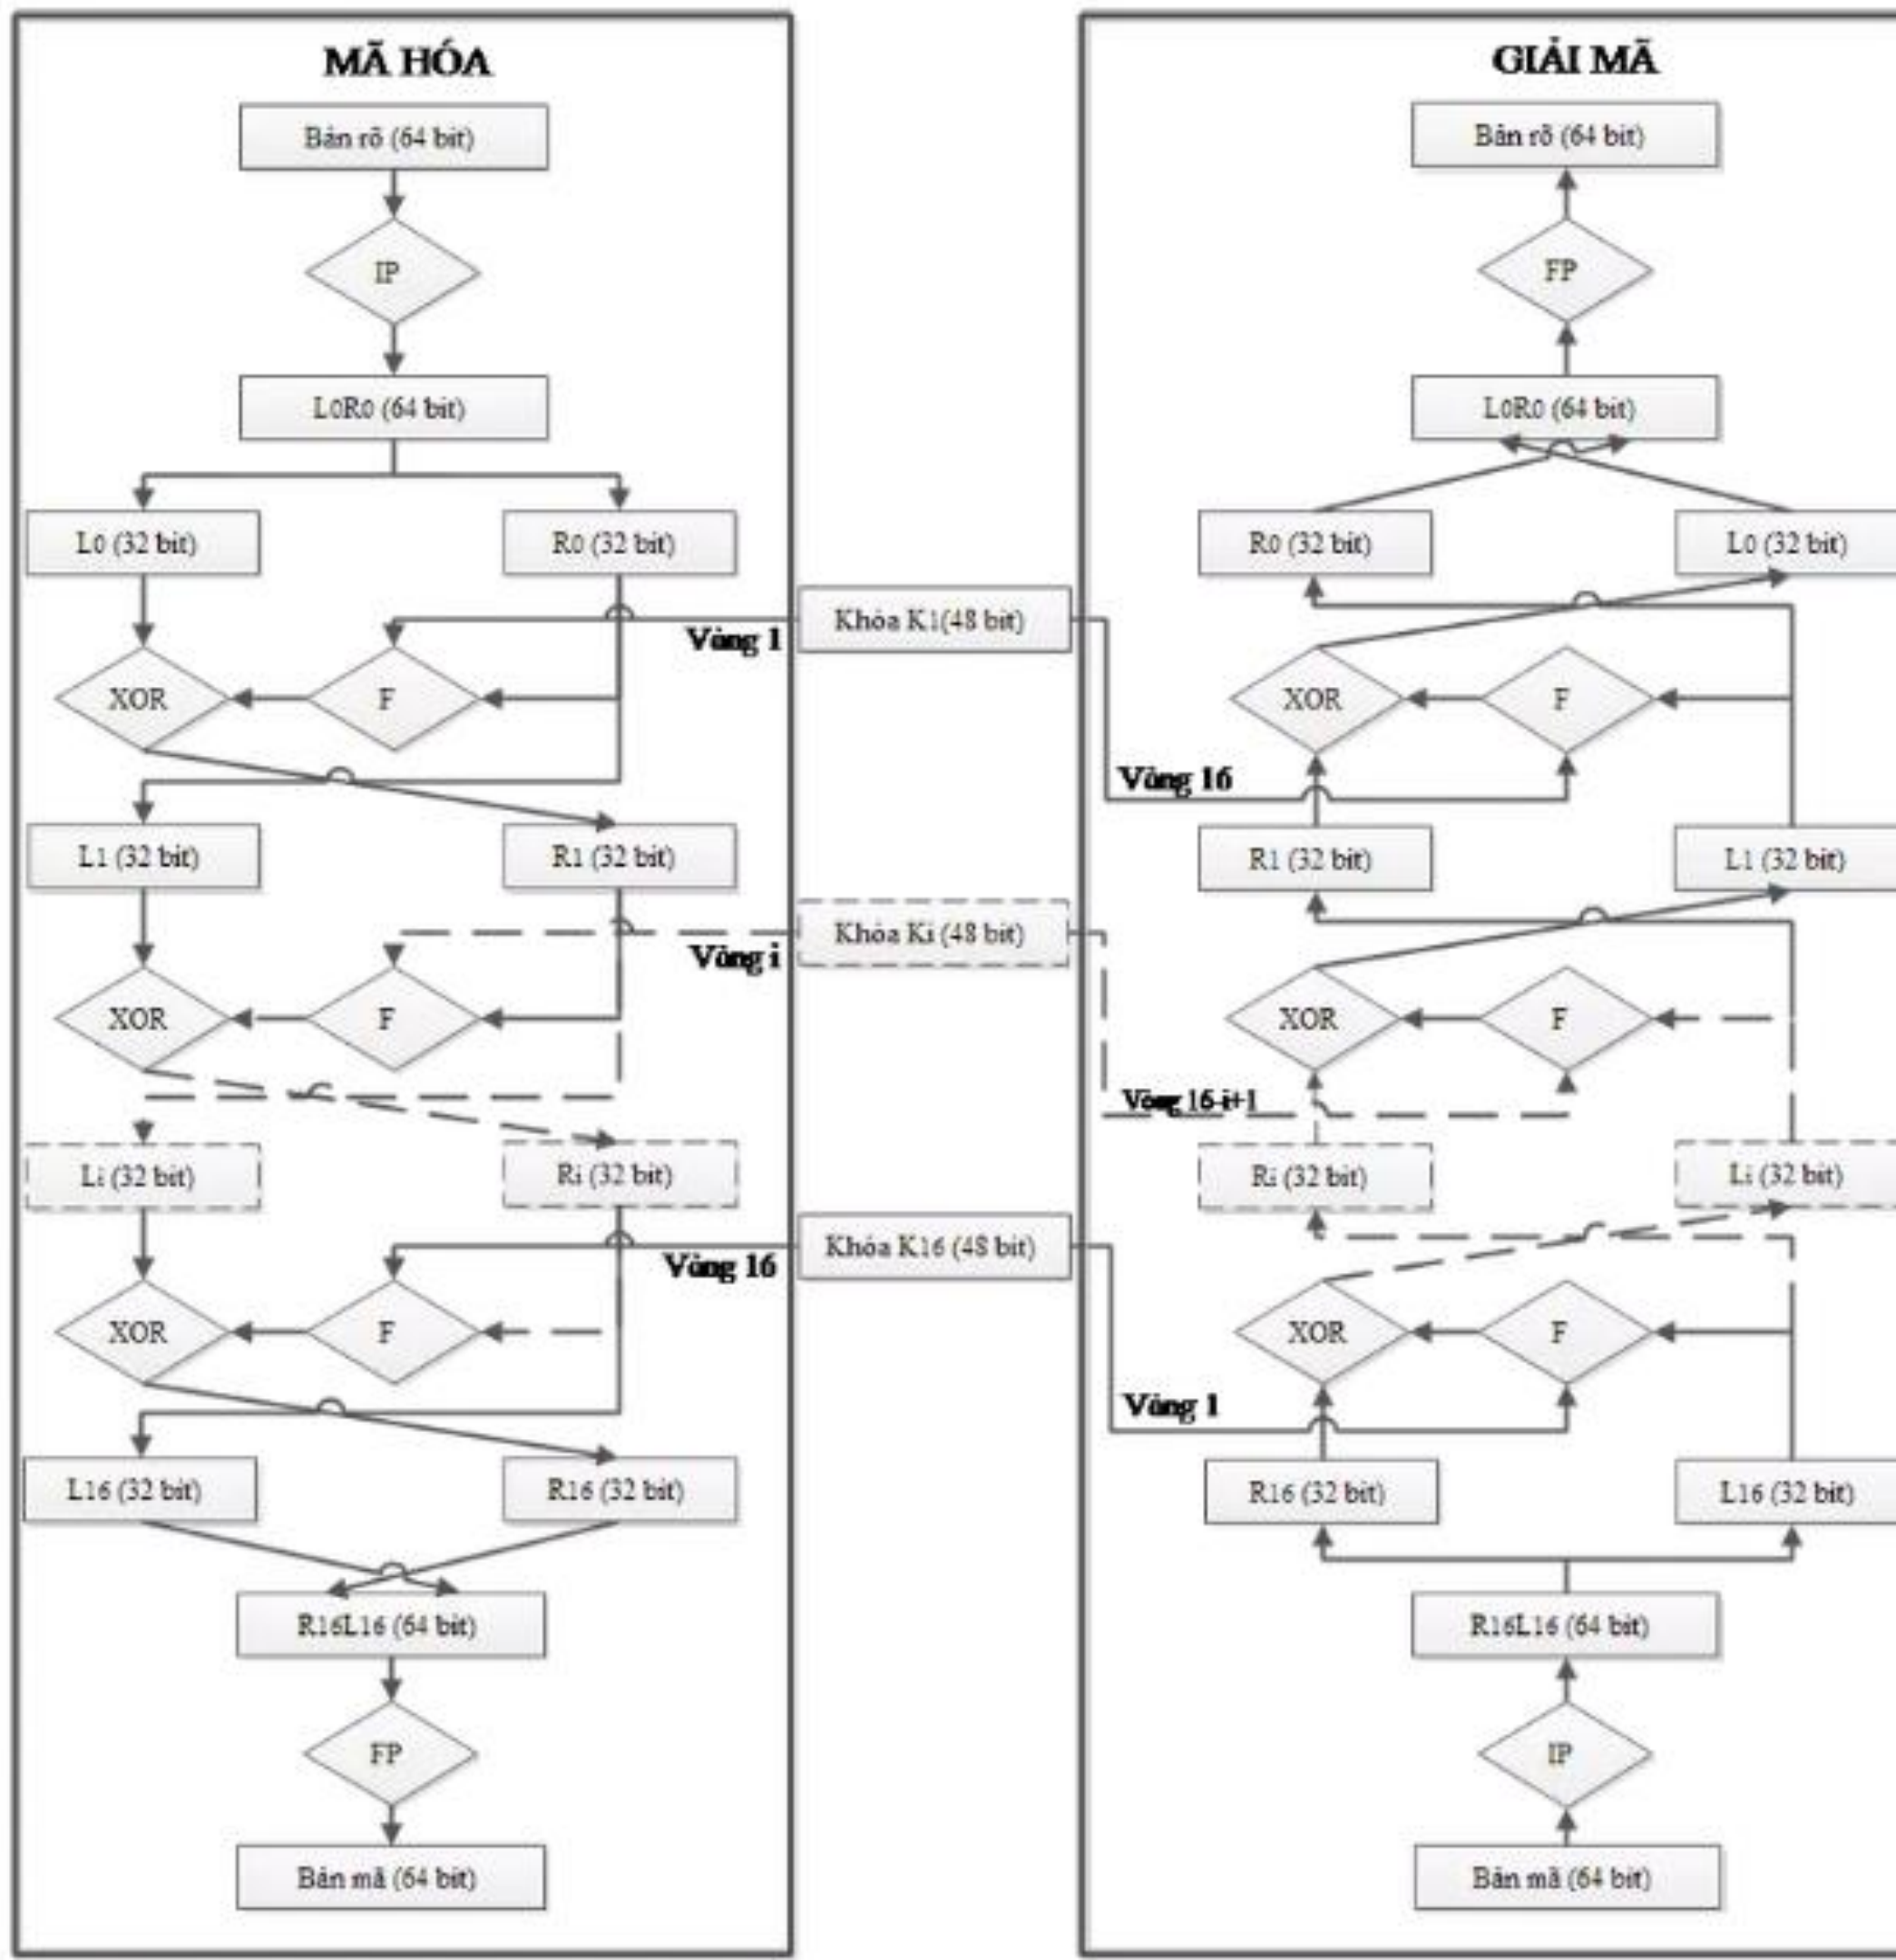 MÃ HÓA
Bản rõ (64 bit)
IP
L0R0 (64 bit)
L0 (32 bit)
R0 (32 bit)
Vòng 1
XOR
F
L1 (32 bit)
R1 (32 bit)
Vòng i
XOR
F
Li (32 bit)
Ri (32 bit)
Vòng 16
XOR
F
L16 (32 bit)
R16 (32 bit)
R16L16 (64 bit)
FP
Bản mã (64 bit)
Khóa K1(48 bit)
Khóa Ki (48 bit)
Khóa K16 (48 bit)
GIẢI MÃ
Bản rõ (64 bit)
FP
L0R0 (64 bit)
R0 (32 bit)
L0 (32 bit)
XOR
F
Vòng 16
R1 (32 bit)
L1 (32 bit)
XOR
F
Vòng 16-i+1
Ri (32 bit)
Li (32 bit)
XOR
F
Vòng 1
R16 (32 bit)
L16 (32 bit)
R16L16 (64 bit)
IP
Bản mã (64 bit)